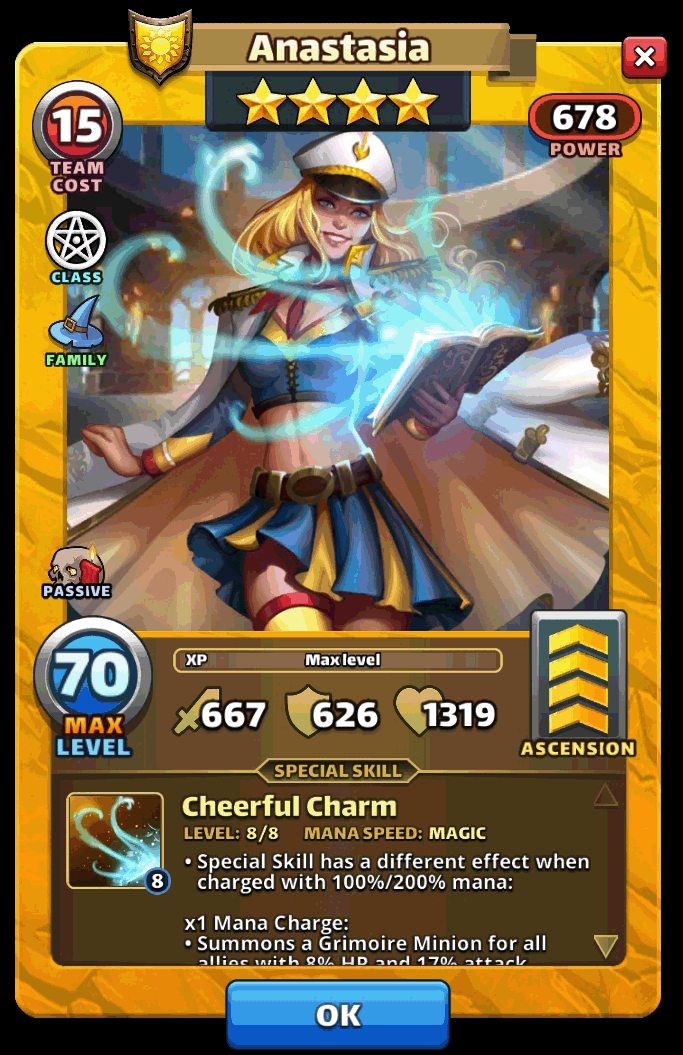 Anastasia
15
TEAM
COST
678
POWER
CLASS
FAMILY
PASSIVE
70
MAX
LEVEL
XP Max level
667 626 1319
ASCENSION
SPECIAL SKILL
8
Cheerful Charm
LEVEL: 8/8 MANA SPEED: MAGIC
• Special Skill has a different effect when
charged with 100%/200% mana:
x1 Mana Charge:
• Summons a Grimoire Minion for all
allies with 8% HP and 17% attack
OK